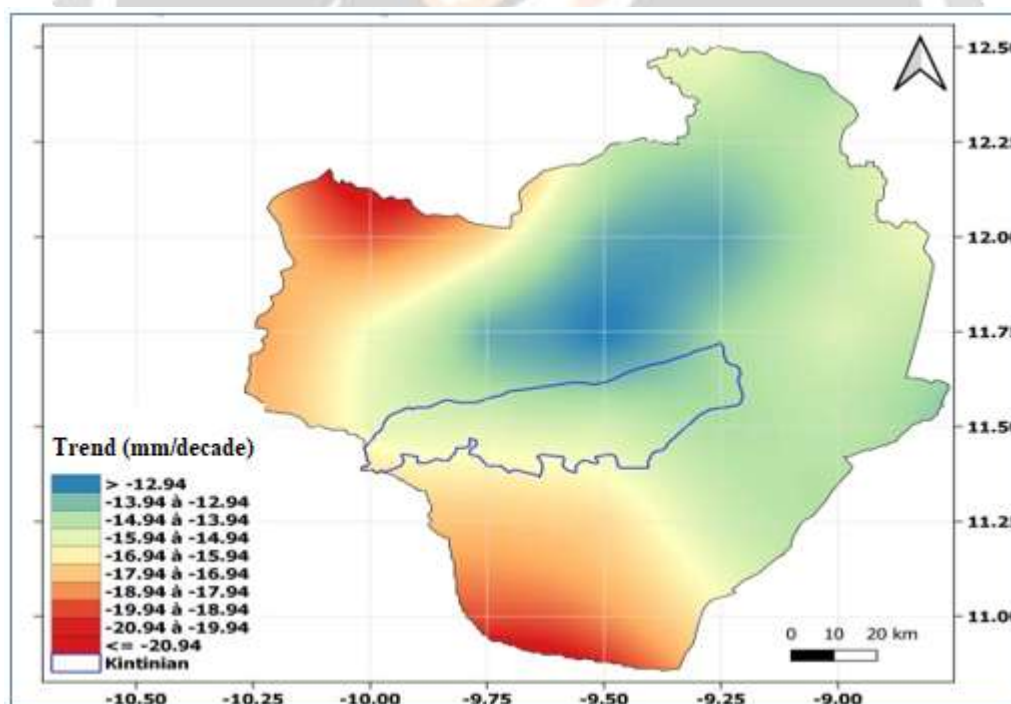 12.50
12.25
12.00
11.75
11.50
11.25
11.00
Trend (mm/decade)
> -12.94
-13.94 à -12.94
-14.94 à -13.94
-15.94 à -14.94
-16.94 à -15.94
-17.94 à -16.94
-18.94 à -17.94
-19.94 à -18.94
-20.94 à -19.94
<= -20.94
Kintinian
0 10 20 km
-10.50 -10.25 -10.00 -9.75 -9.50 -9.25 -9.00